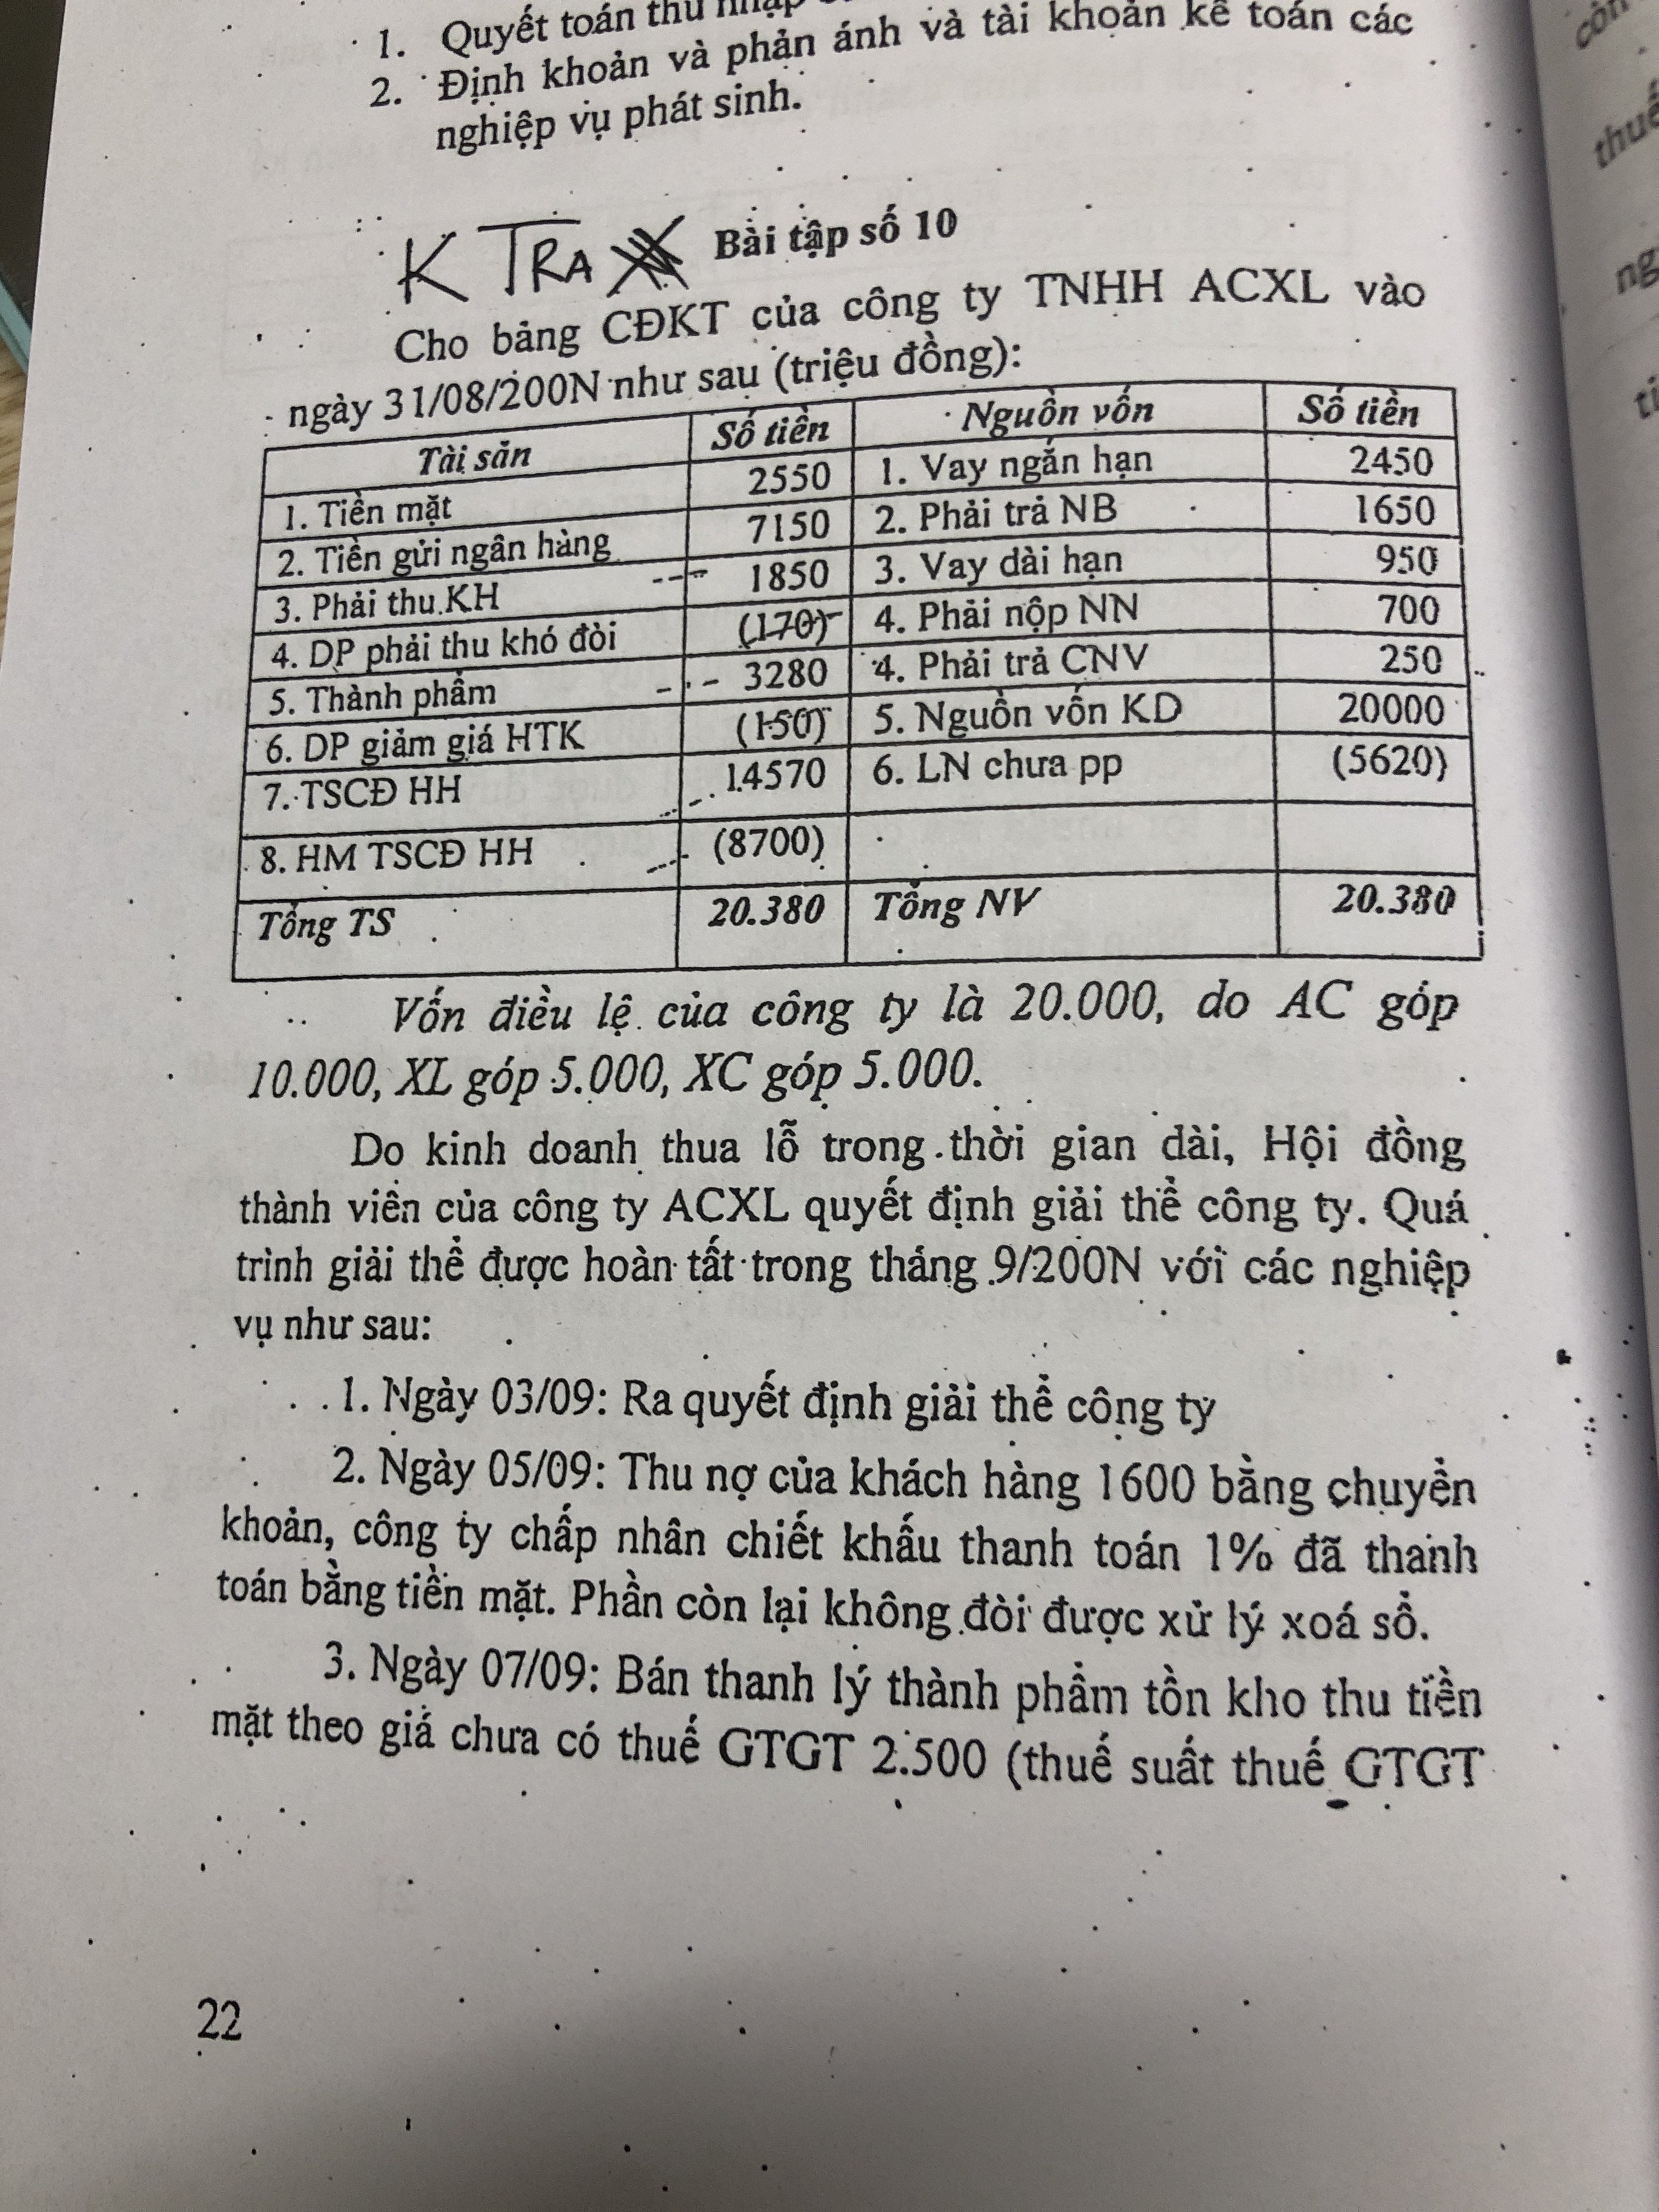 1. Quyết toán thu nhập
2. Định khoản và phản ánh và tài khoản kế toán các
nghiệp vụ phát sinh.
K TRA Bài tập số 10
Cho bảng CĐKT của công ty TNHH ACXL vào
ngày 31/08/200N như sau (triệu đồng):
Tài sản Số tiền Nguồn vốn Số tiền
1. Tiền mặt 2550 1. Vay ngắn hạn 2450
2. Tiền gửi ngân hàng 7150 2. Phải trả NB 1650
3. Phải thu KH 1850 3. Vay dài hạn 950
4. DP phải thu khó đòi (170) 4. Phải nộp NN 700
5. Thành phẩm 3280 4. Phải trả CNV 250
6. DP giảm giá HTK (150) 5. Nguồn vốn KD 20000
7. TSCĐ HH 14570 6. LN chưa pp (5620)
8. HM TSCĐ HH (8700)
Tổng TS 20.380 Tổng NV 20.380
Vốn điều lệ của công ty là 20.000, do AC góp
10.000, XL góp 5.000, XC góp 5.000.
Do kinh doanh thua lỗ trong thời gian dài, Hội đồng
thành viên của công ty ACXL quyết định giải thể công ty. Quá
trình giải thể được hoàn tất trong tháng 9/200N với các nghiệp
vụ như sau:
1. Ngày 03/09: Ra quyết định giải thể công ty
2. Ngày 05/09: Thu nợ của khách hàng 1600 bằng chuyển
khoản, công ty chấp nhân chiết khấu thanh toán 1% đã thanh
toán bằng tiền mặt. Phần còn lại không đòi được xử lý xoá sổ.
3. Ngày 07/09: Bán thanh lý thành phẩm tồn kho thu tiền
mặt theo giá chưa có thuế GTGT 2.500 (thuế suất thuế GTGT
22
thuế